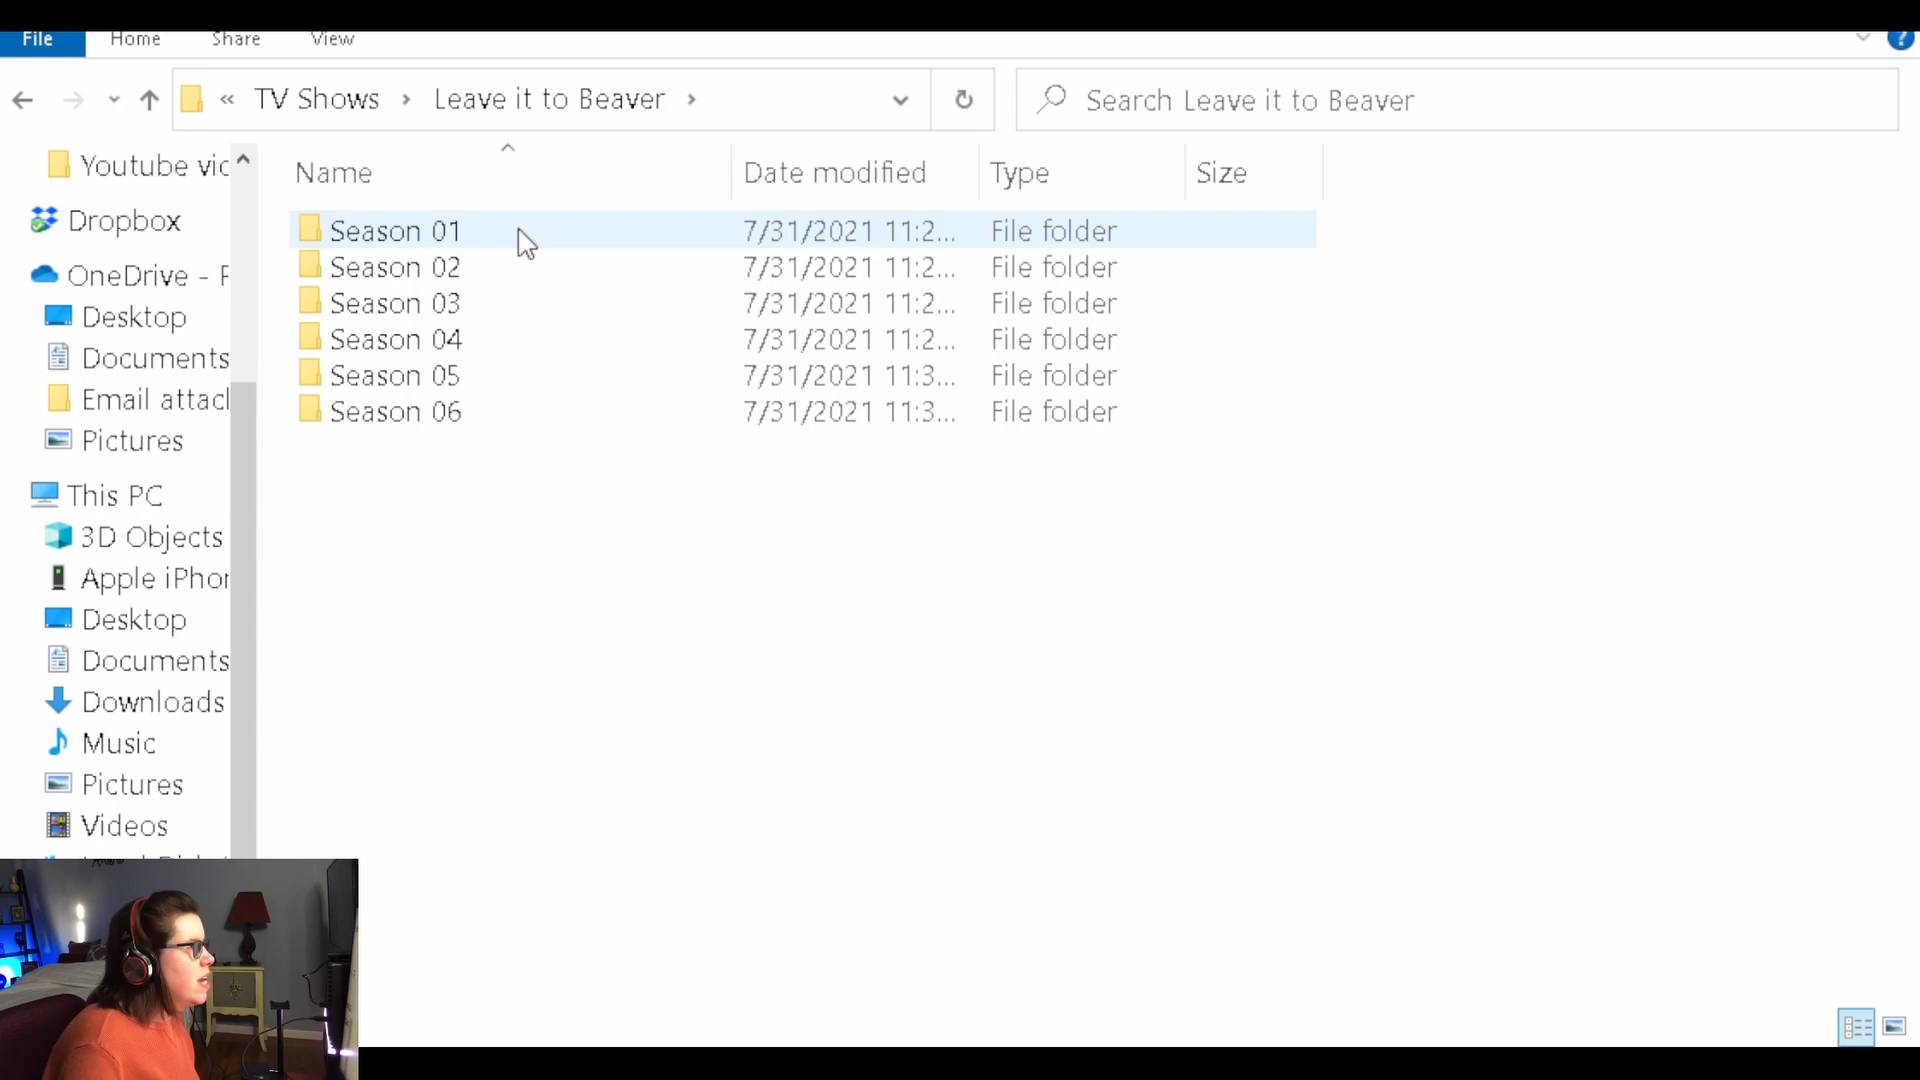 File Home Share View
« TV Shows › Leave it to Beaver › Search Leave it to Beaver
Name Date modified Type Size
Season 01 7/31/2021 11:2... File folder
Season 02 7/31/2021 11:2... File folder
Season 03 7/31/2021 11:2... File folder
Season 04 7/31/2021 11:2... File folder
Season 05 7/31/2021 11:3... File folder
Season 06 7/31/2021 11:3... File folder
Youtube vic
Dropbox
OneDrive - P
Desktop
Documents
Email attacl
Pictures
This PC
3D Objects
Apple iPhor
Desktop
Documents
Downloads
Music
Pictures
Videos